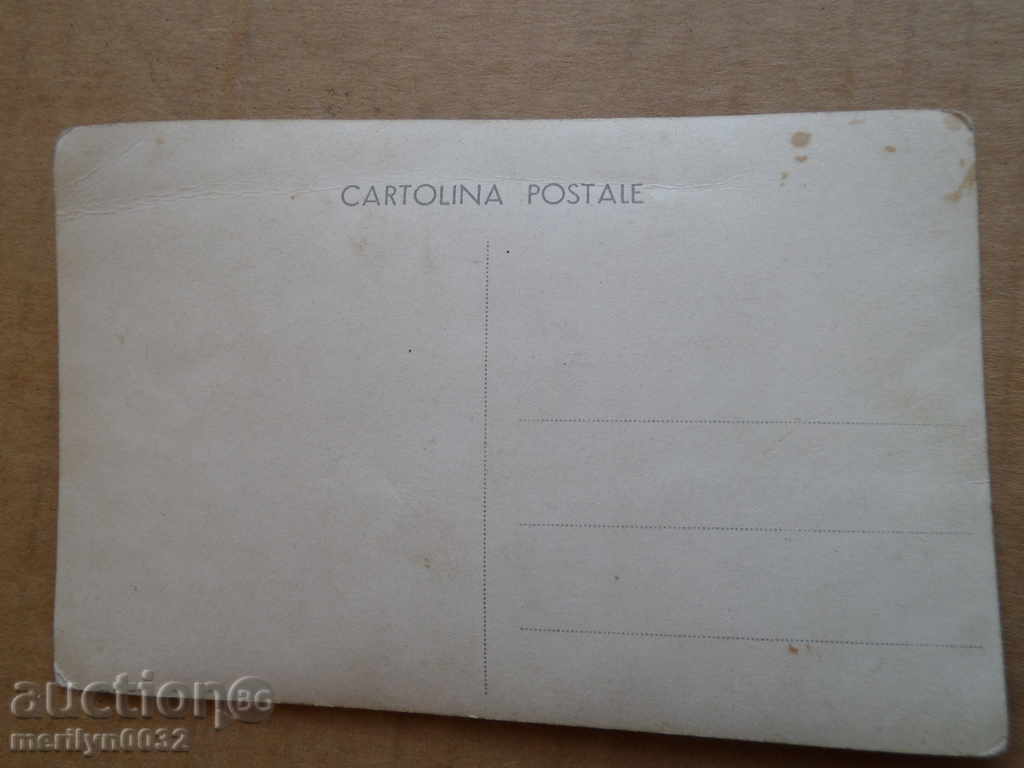 CARTOLINA POSTALE
auction BG
merilyn0032